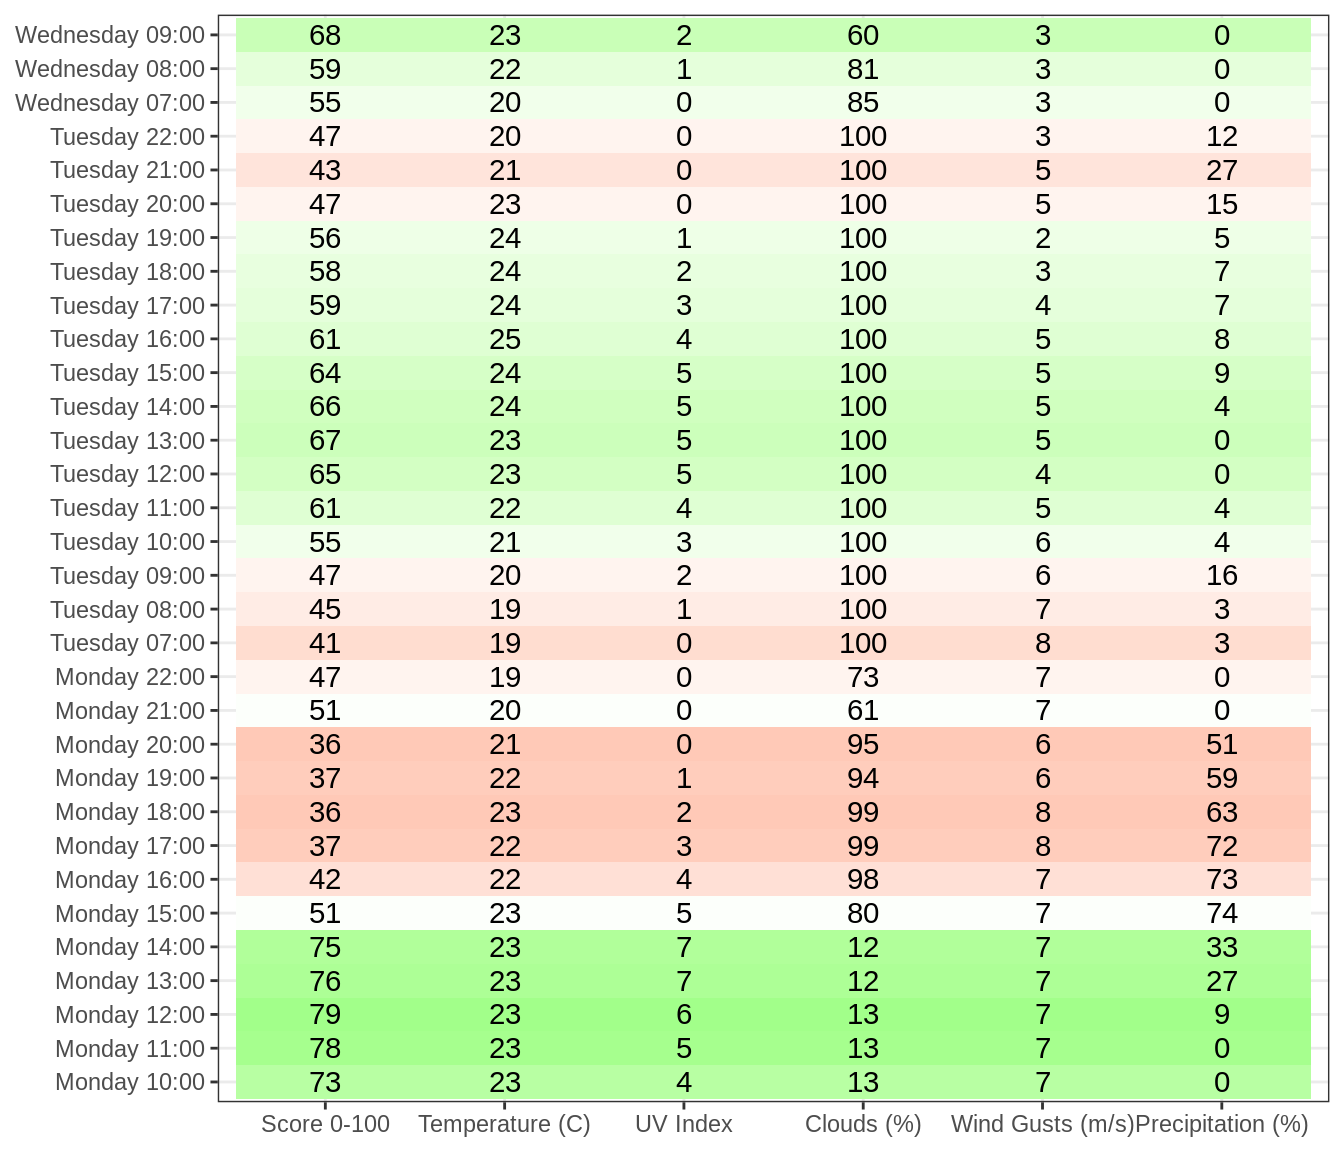 Wednesday 09:00 68 23 2 60 3 0
Wednesday 08:00 59 22 1 81 3 0
Wednesday 07:00 55 20 0 85 3 0
Tuesday 22:00 47 20 0 100 3 12
Tuesday 21:00 43 21 0 100 5 27
Tuesday 20:00 47 23 0 100 5 15
Tuesday 19:00 56 24 1 100 2 5
Tuesday 18:00 58 24 2 100 3 7
Tuesday 17:00 59 24 3 100 4 7
Tuesday 16:00 61 25 4 100 5 8
Tuesday 15:00 64 24 5 100 5 9
Tuesday 14:00 66 24 5 100 5 4
Tuesday 13:00 67 23 5 100 5 0
Tuesday 12:00 65 23 5 100 4 0
Tuesday 11:00 61 22 4 100 5 4
Tuesday 10:00 55 21 3 100 6 4
Tuesday 09:00 47 20 2 100 6 16
Tuesday 08:00 45 19 1 100 7 3
Tuesday 07:00 41 19 0 100 8 3
Monday 22:00 47 19 0 73 7 0
Monday 21:00 51 20 0 61 7 0
Monday 20:00 36 21 0 95 6 51
Monday 19:00 37 22 1 94 6 59
Monday 18:00 36 23 2 99 8 63
Monday 17:00 37 22 3 99 8 72
Monday 16:00 42 22 4 98 7 73
Monday 15:00 51 23 5 80 7 74
Monday 14:00 75 23 7 12 7 33
Monday 13:00 76 23 7 12 7 27
Monday 12:00 79 23 6 13 7 9
Monday 11:00 78 23 5 13 7 0
Monday 10:00 73 23 4 13 7 0
Score 0-100 Temperature (C) UV Index Clouds (%) Wind Gusts (m/s) Precipitation (%)